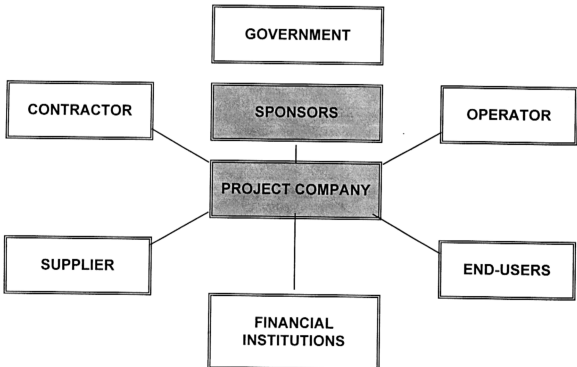 GOVERNMENT
CONTRACTOR
SPONSORS
OPERATOR
PROJECT COMPANY
SUPPLIER
END-USERS
FINANCIAL
INSTITUTIONS